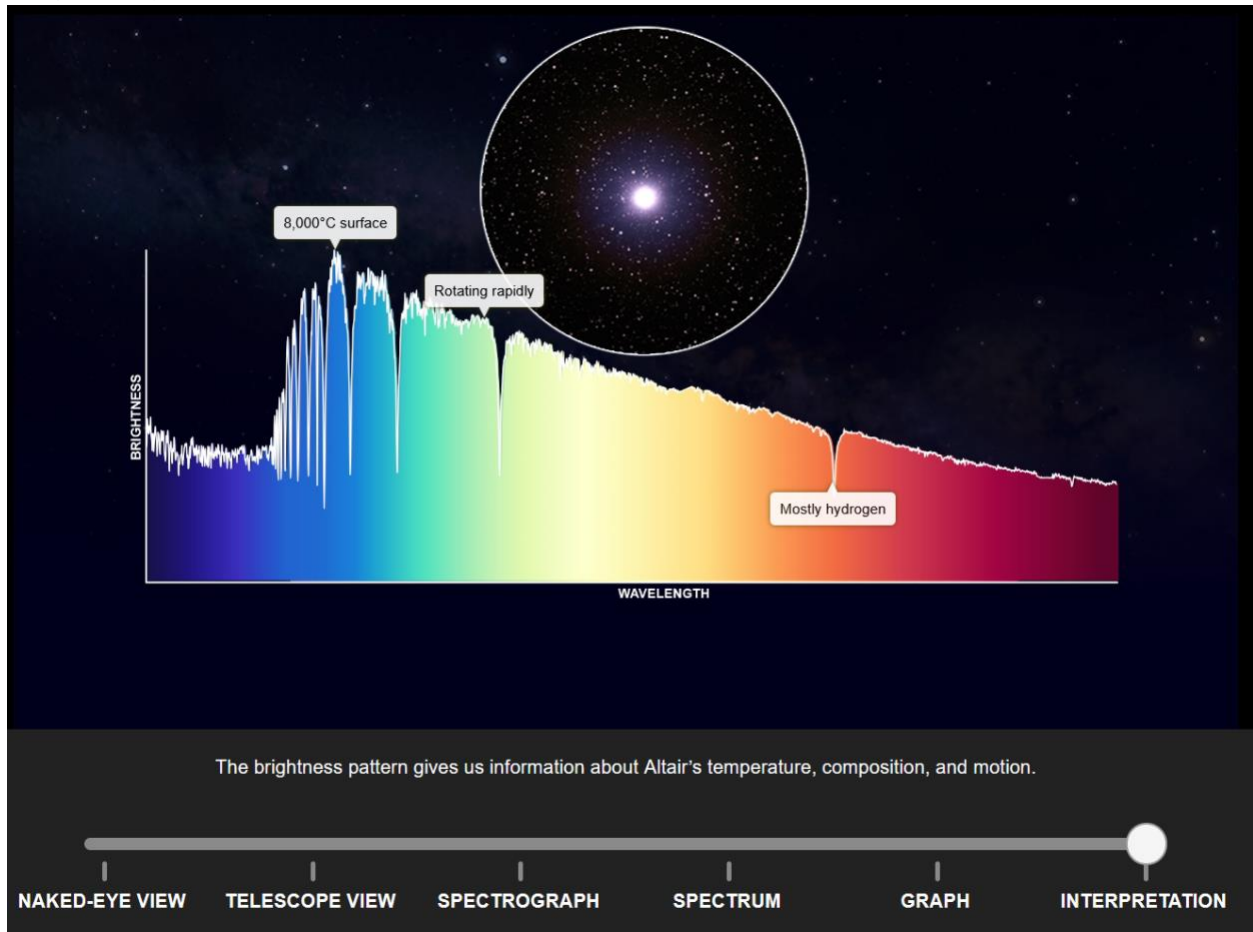 8,000°C surface
Rotating rapidly
BRIGHTNESS
Mostly hydrogen
WAVELENGTH
The brightness pattern gives us information about Altair's temperature, composition, and motion.
NAKED-EYE VIEW
TELESCOPE VIEW
SPECTROGRAPH
SPECTRUM
GRAPH
INTERPRETATION